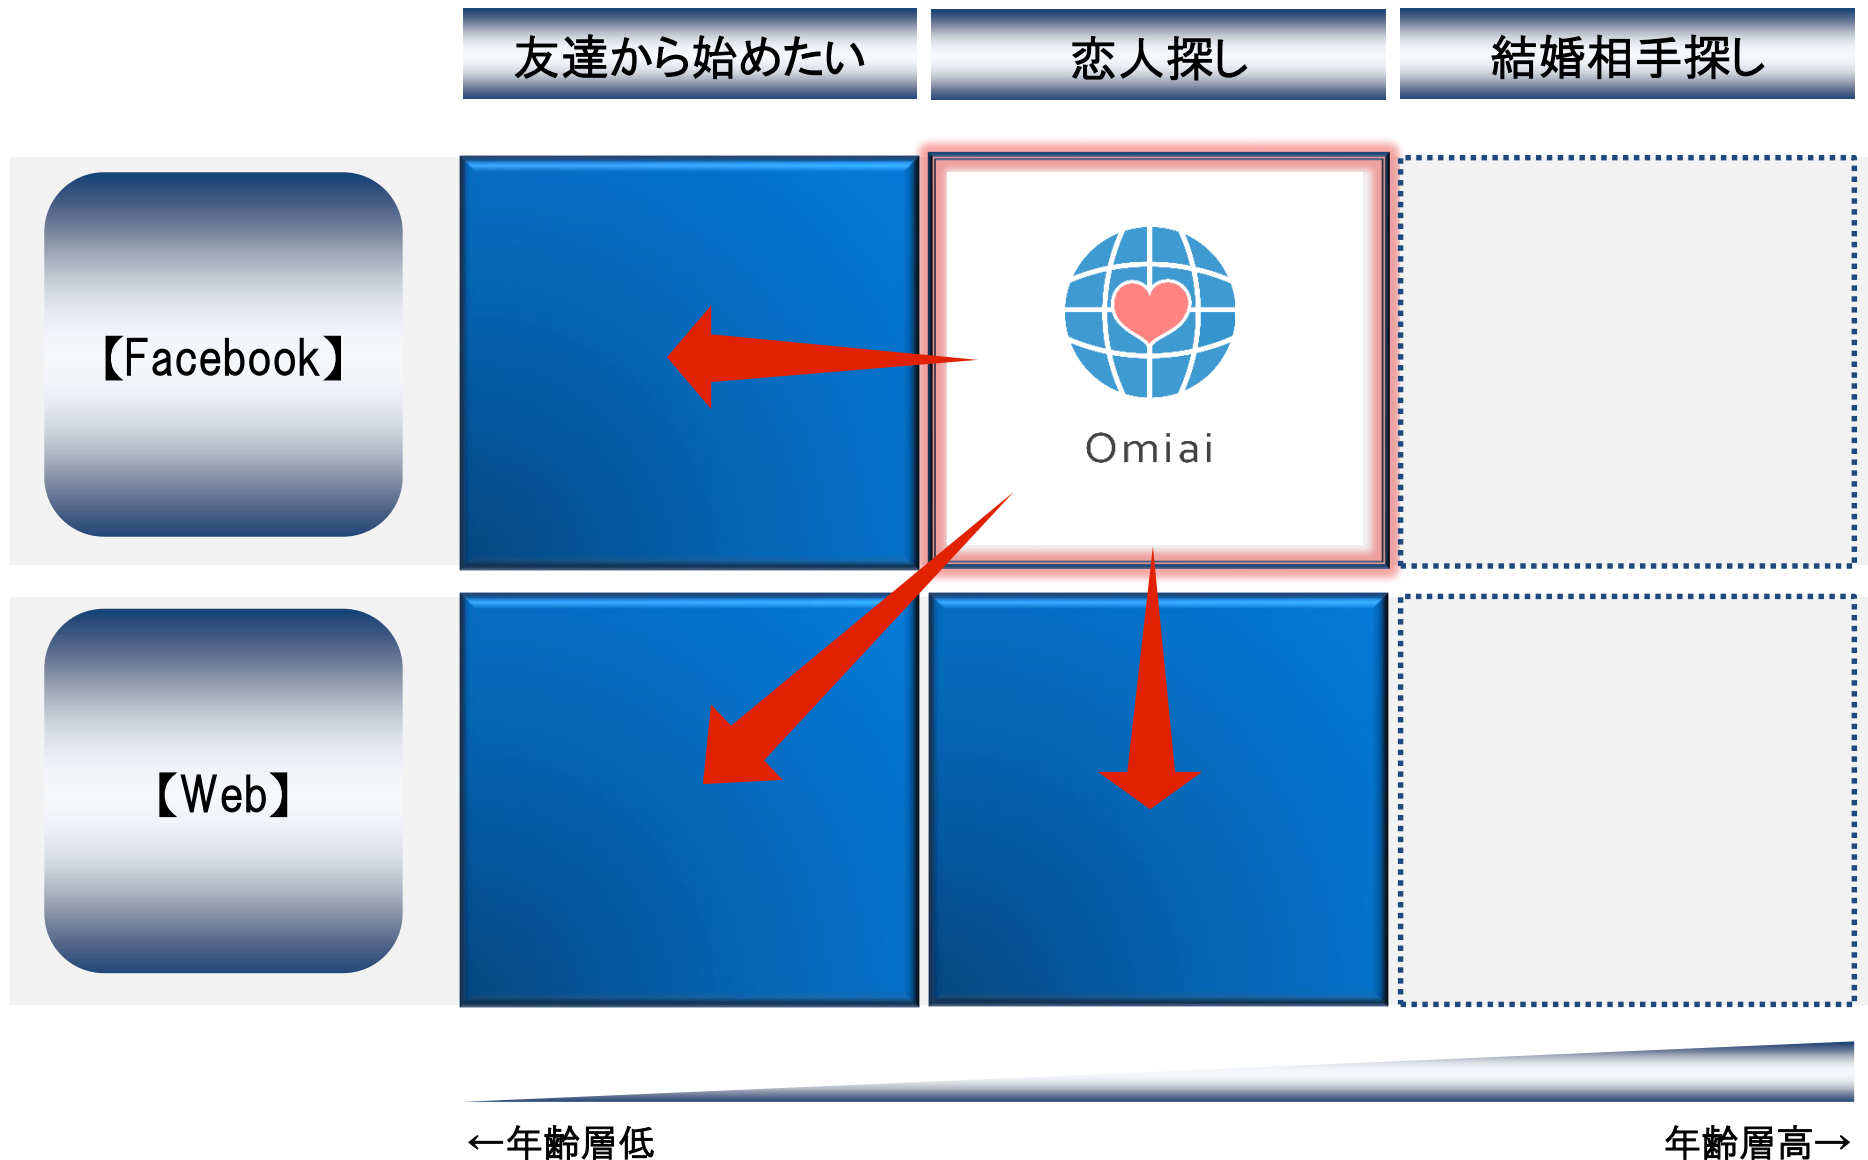 友達から始めたい
恋人探し
結婚相手探し
【Facebook】
Omiai
【Web】
←年齢層低
年齢層高→